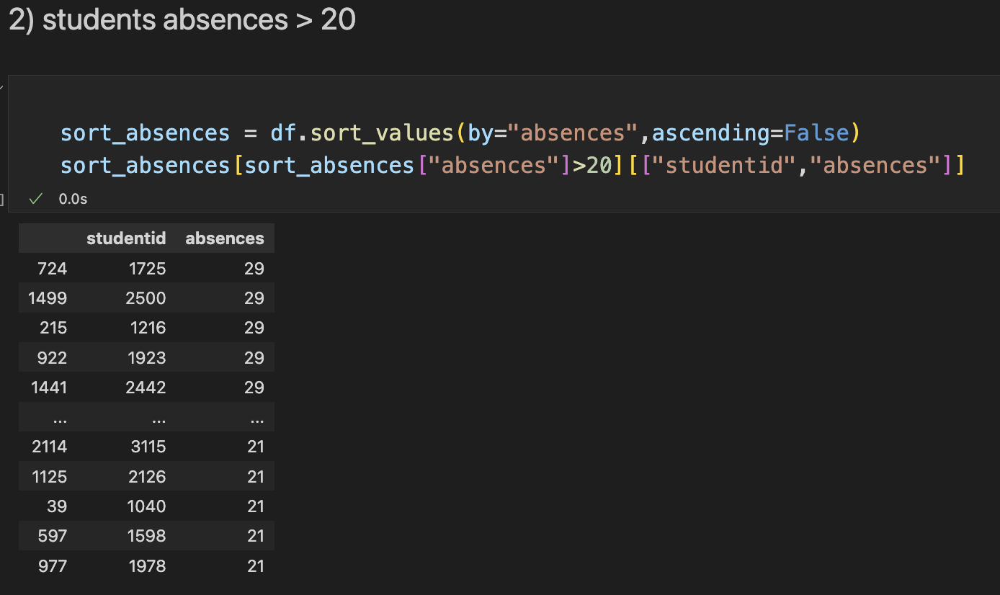 2) students absences > 20
sort_absences = df.sort_values(by="absences",ascending=False)
sort_absences[sort_absences["absences"]>20][["studentid","absences"]]
✓ 0.0s
studentid absences
724 1725 29
1499 2500 29
215 1216 29
922 1923 29
1441 2442 29
... ... ...
2114 3115 21
1125 2126 21
39 1040 21
597 1598 21
977 1978 21